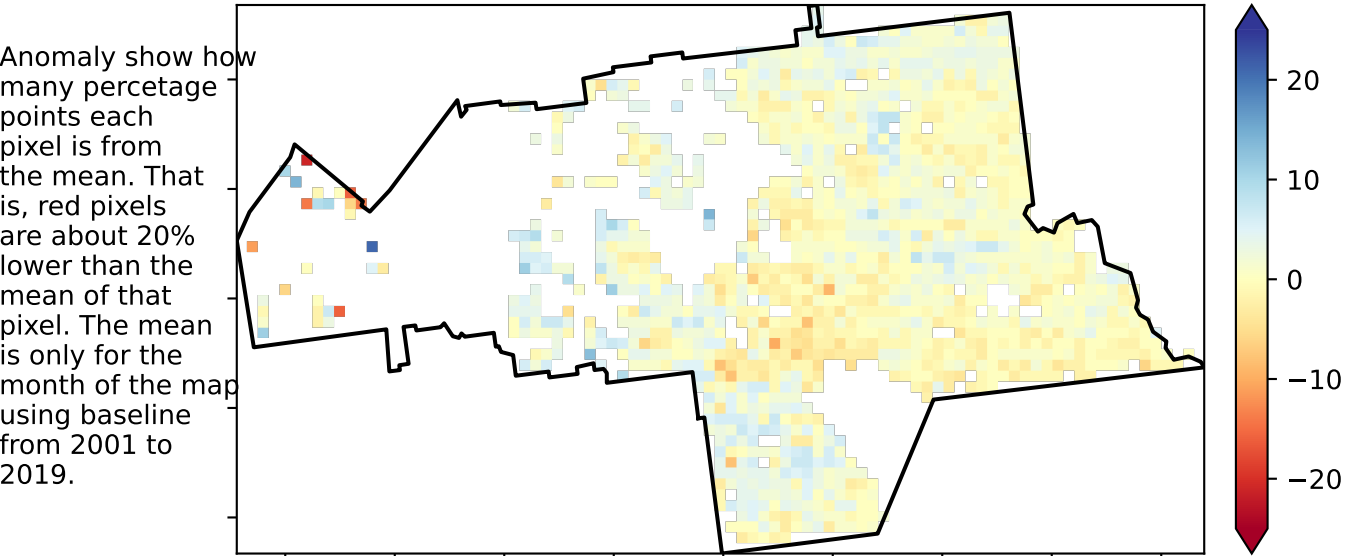 Anomaly show how
many percetage
points each
pixel is from
the mean. That
is, red pixels
are about 20%
lower than the
mean of that
pixel. The mean
is only for the
month of the map
using baseline
from 2001 to
2019.
20
10
0
−10
−20